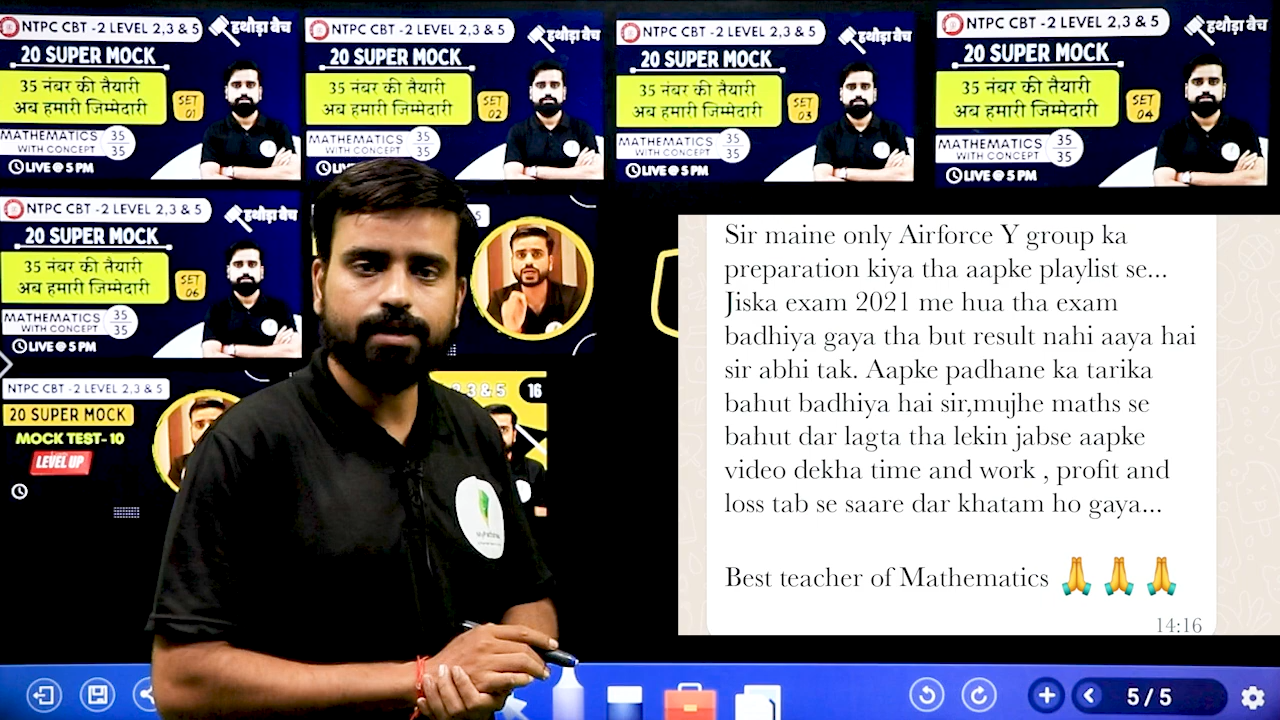 NTPC CBT -2 LEVEL 2,3 & 5
हथौड़ा बैच
20 SUPER MOCK
35 नंबर की तैयारी
अब हमारी जिम्मेदारी
SET
01
MATHEMATICS
WITH CONCEPT
35
35
LIVE @ 5 PM
NTPC CBT -2 LEVEL 2,3 & 5
हथौड़ा बैच
20 SUPER MOCK
35 नंबर की तैयारी
अब हमारी जिम्मेदारी
SET
02
MATHEMATICS
WITH CONCEPT
35
35
NTPC CBT -2 LEVEL 2,3 & 5
हथौड़ा बैच
20 SUPER MOCK
35 नंबर की तैयारी
अब हमारी जिम्मेदारी
SET
03
MATHEMATICS
WITH CONCEPT
35
35
LIVE @ 5 PM
NTPC CBT -2 LEVEL 2,3 & 5
हथौड़ा बैच
20 SUPER MOCK
35 नंबर की तैयारी
अब हमारी जिम्मेदारी
SET
04
MATHEMATICS
WITH CONCEPT
35
35
LIVE @ 5 PM
NTPC CBT -2 LEVEL 2,3 & 5
हथौड़ा बैच
20 SUPER MOCK
35 नंबर की तैयारी
अब हमारी जिम्मेदारी
SET
06
MATHEMATICS
WITH CONCEPT
35
35
LIVE @ 5 PM
5
NTPC CBT -2 LEVEL 2,3 & 5
20 SUPER MOCK
MOCK TEST- 10
LEVEL UP
3 & 5
16
Sir maine only Airforce Y group ka
preparation kiya tha aapke playlist se...
Jiska exam 2021 me hua tha exam
badhiya gaya tha but result nahi aaya hai
sir abhi tak. Aapke padhane ka tarika
bahut badhiya hai sir,mujhe maths se
bahut dar lagta tha lekin jabse aapke
video dekha time and work , profit and
loss tab se saare dar khatam ho gaya...
Best teacher of Mathematics 🙏 🙏 🙏
14:16
5 / 5